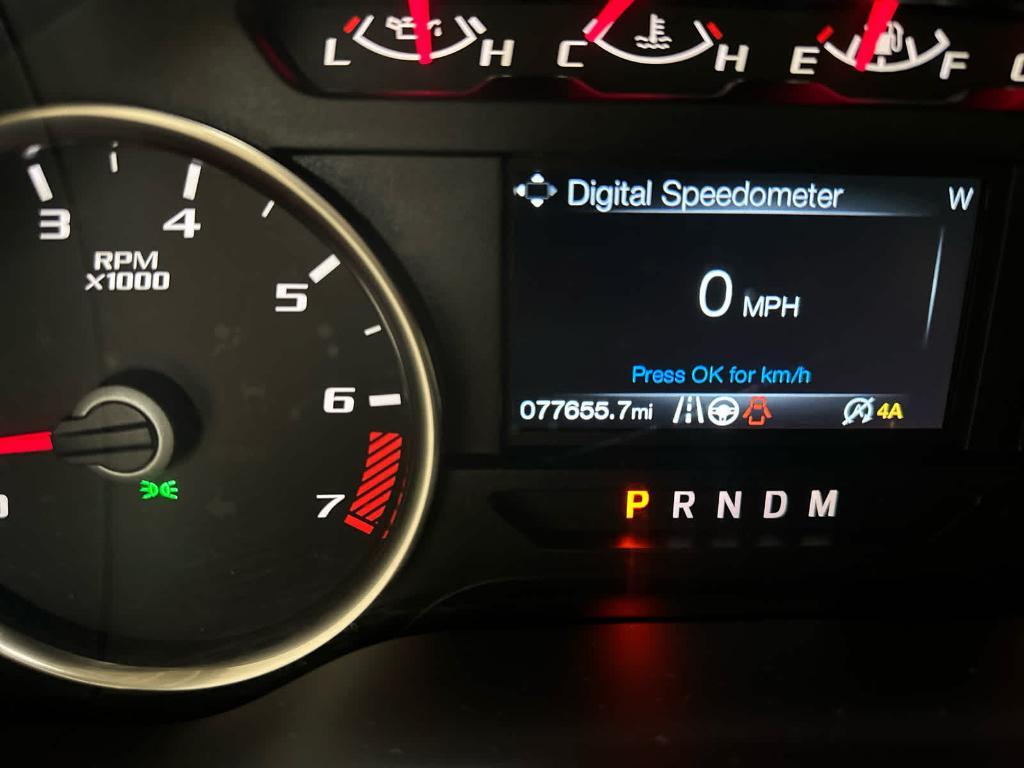 L H C H E F
Digital Speedometer W
3 4
RPM
x1000
5
0 MPH
Press OK for km/h
6
077655.7mi 4A
7
P R N D M